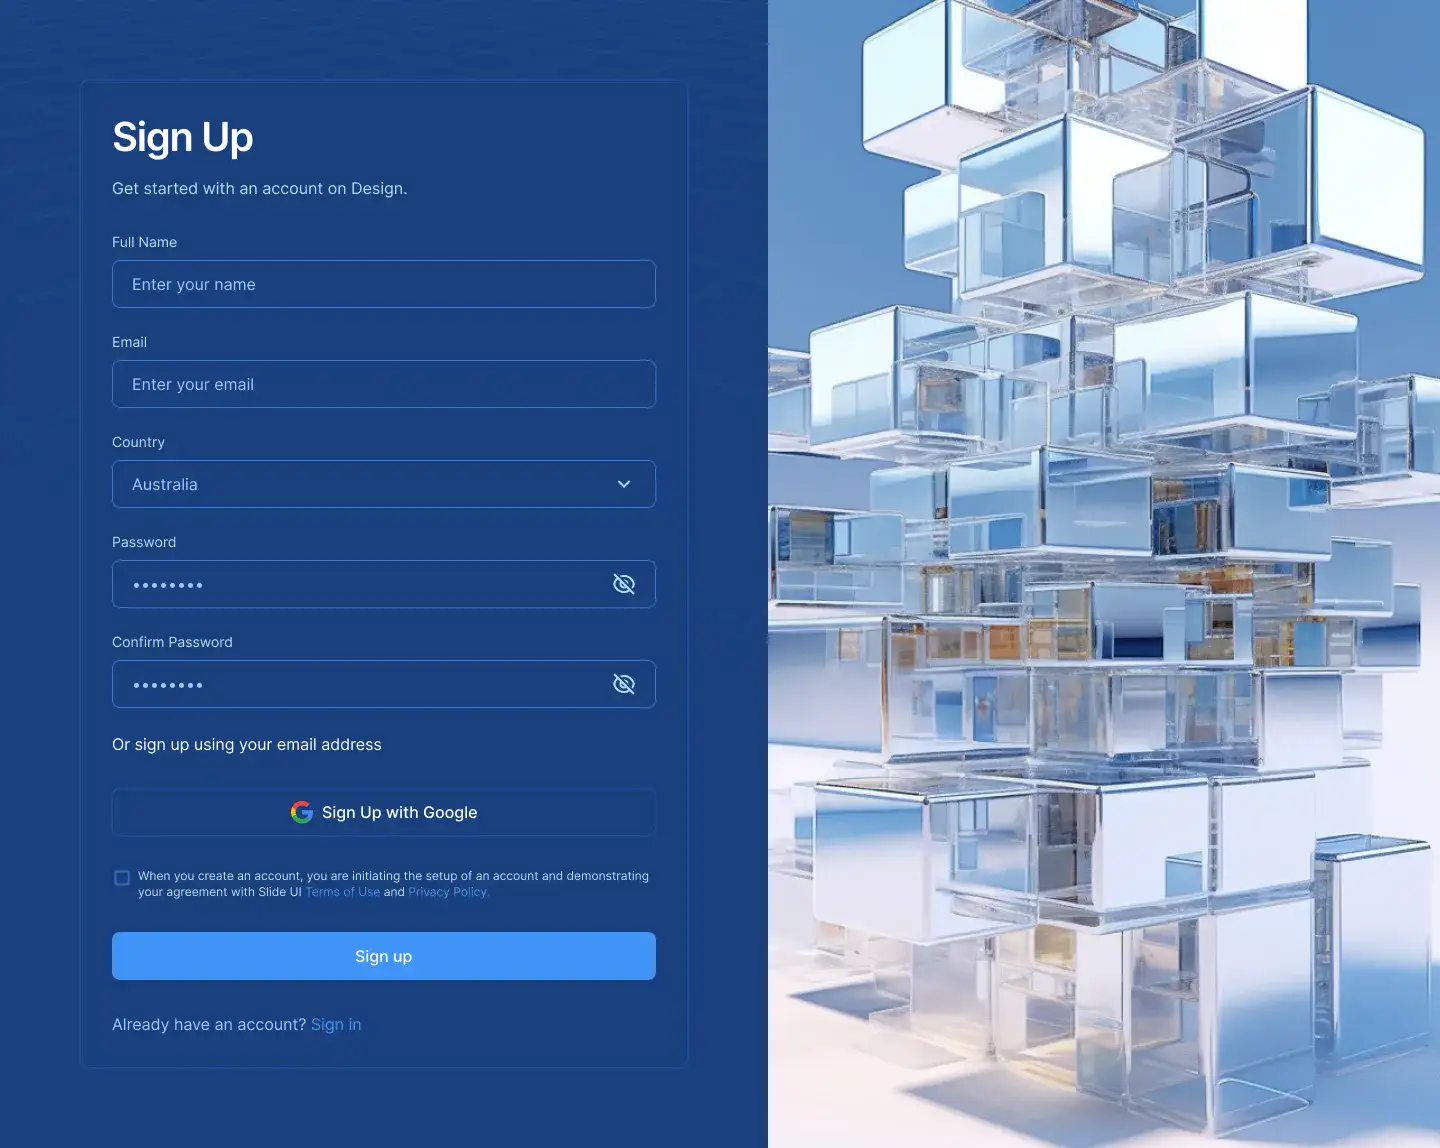 Sign Up
Get started with an account on Design.
Full Name
Enter your name
Email
Enter your email
Country
Australia
Password
••••••••
Confirm Password
••••••••
Or sign up using your email address
Sign Up with Google
When you create an account, you are initiating the setup of an account and demonstrating
your agreement with Slide UI Terms of Use and Privacy Policy.
Sign up
Already have an account? Sign in